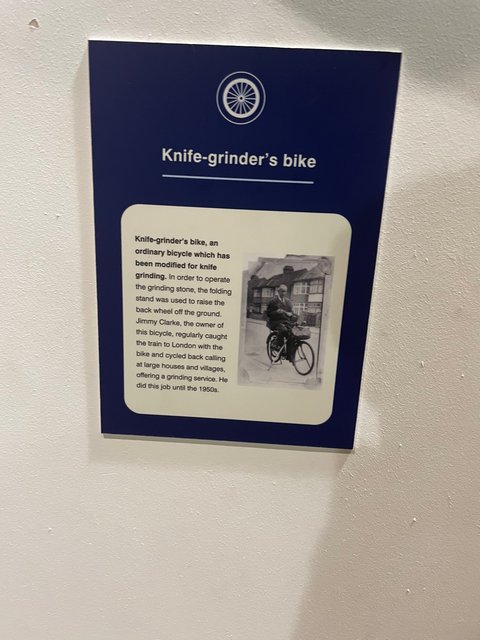 Knife-grinder's bike
Knife-grinder's bike, an
ordinary bicycle which has
been modified for knife
grinding. In order to operate
the grinding stone, the folding
stand was used to raise the
back wheel off the ground.
Jimmy Clarke, the owner of
this bicycle, regularly caught
the train to London with the
bike and cycled back calling
at large houses and villages,
offering a grinding service. He
did this job until the 1950s.